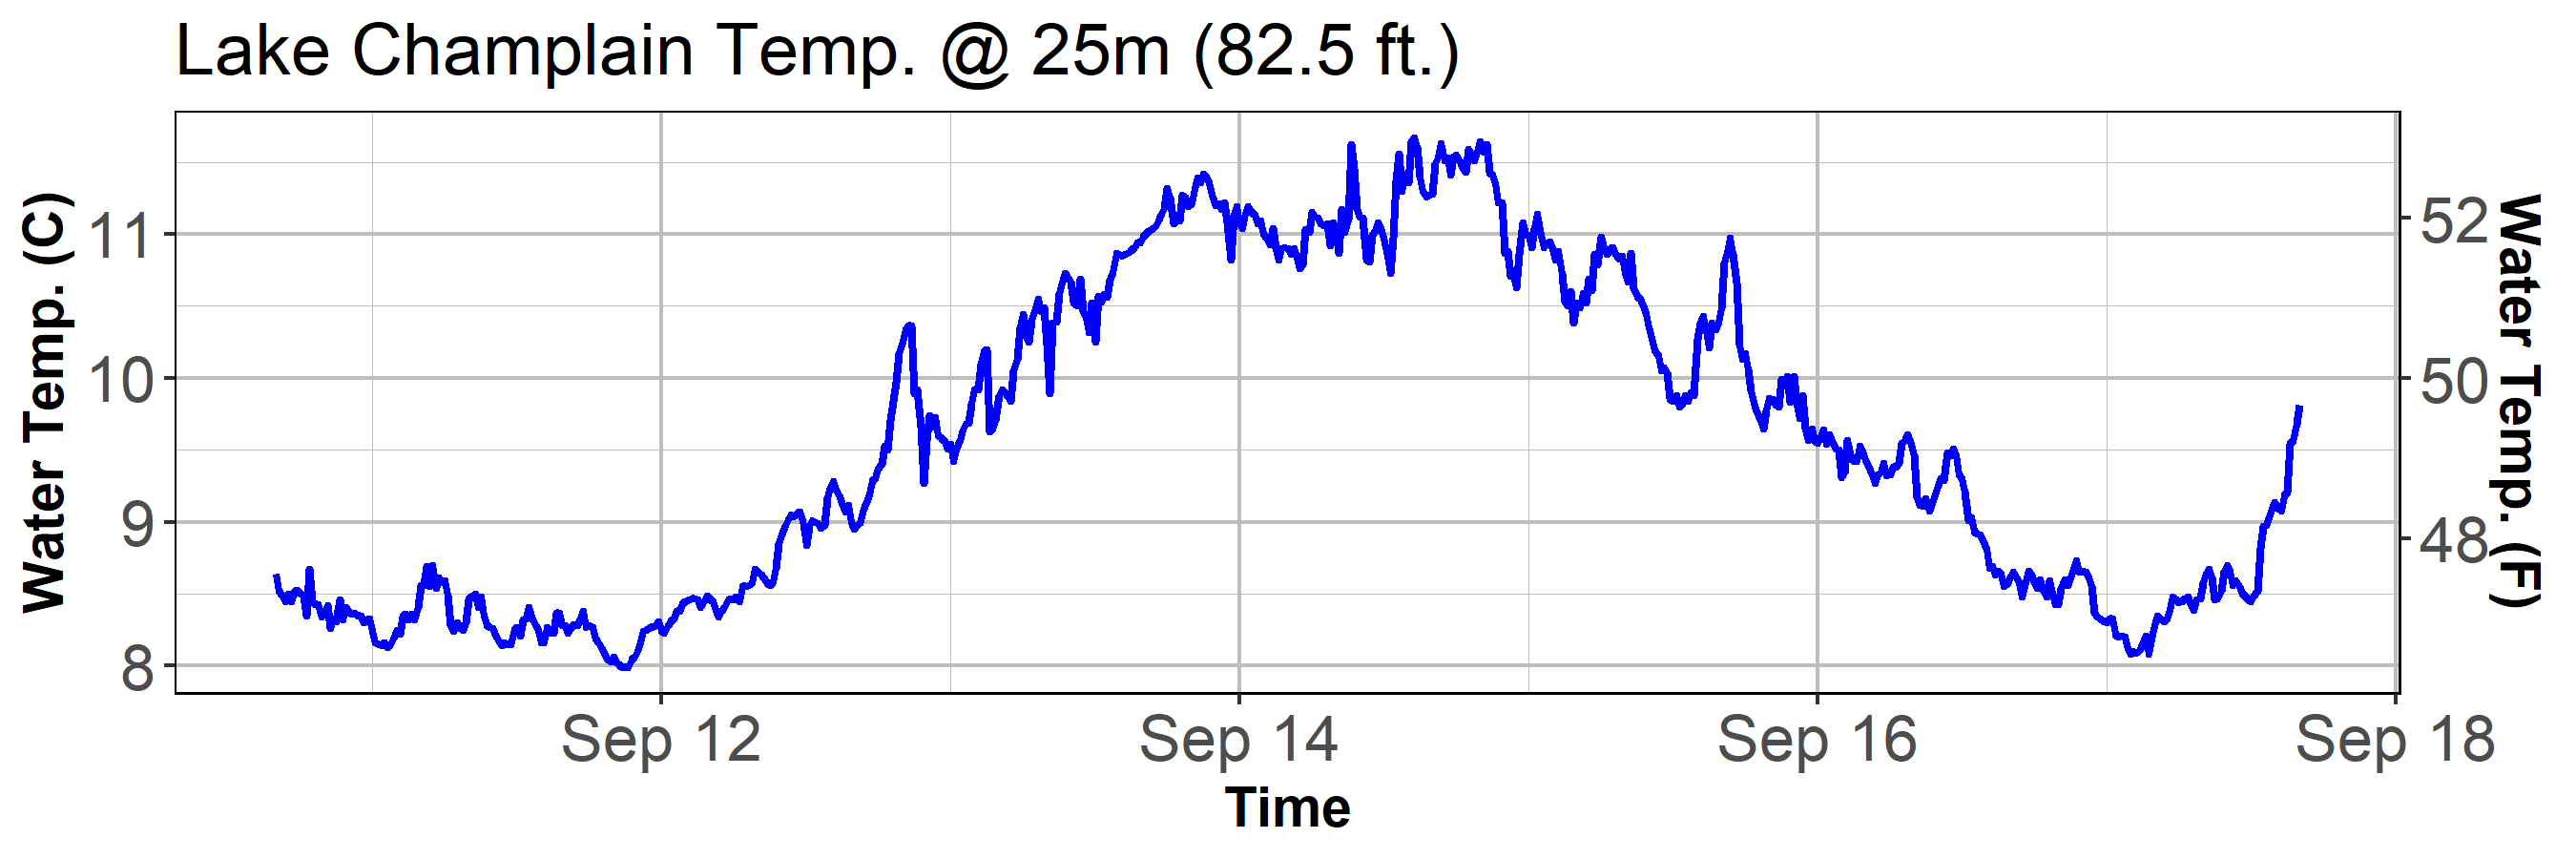 Lake Champlain Temp. @ 25m (82.5 ft.)
Water Temp. (C)
11
10
9
8
52
50
48
Water Temp. (F)
Sep 12
Sep 14
Sep 16
Sep 18
Time